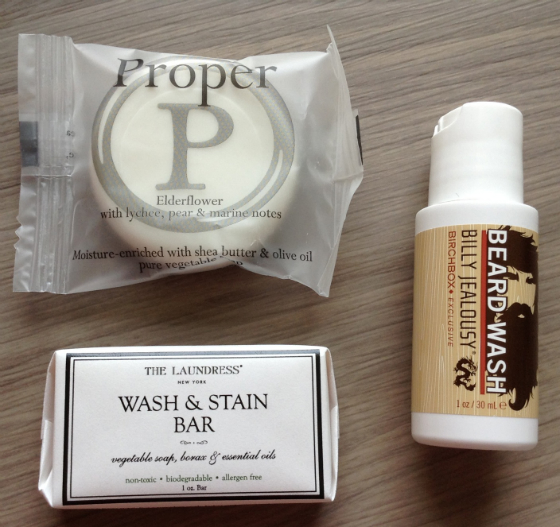 Proper
P
Elderflower
with lychee, pear & marine notes
Moisture-enriched with shea butter & olive oil
pure vegetable
THE LAUNDRESS
NEW YORK
WASH & STAIN
BAR
vegetable soap, borax & essential oils
non-toxic • biodegradable • allergen free
1 oz. Bar
BEARD WASH
BILLY JEALOUSY
BIRCHBOX • EXCLUSIVE
1 oz / 30 mL ℮